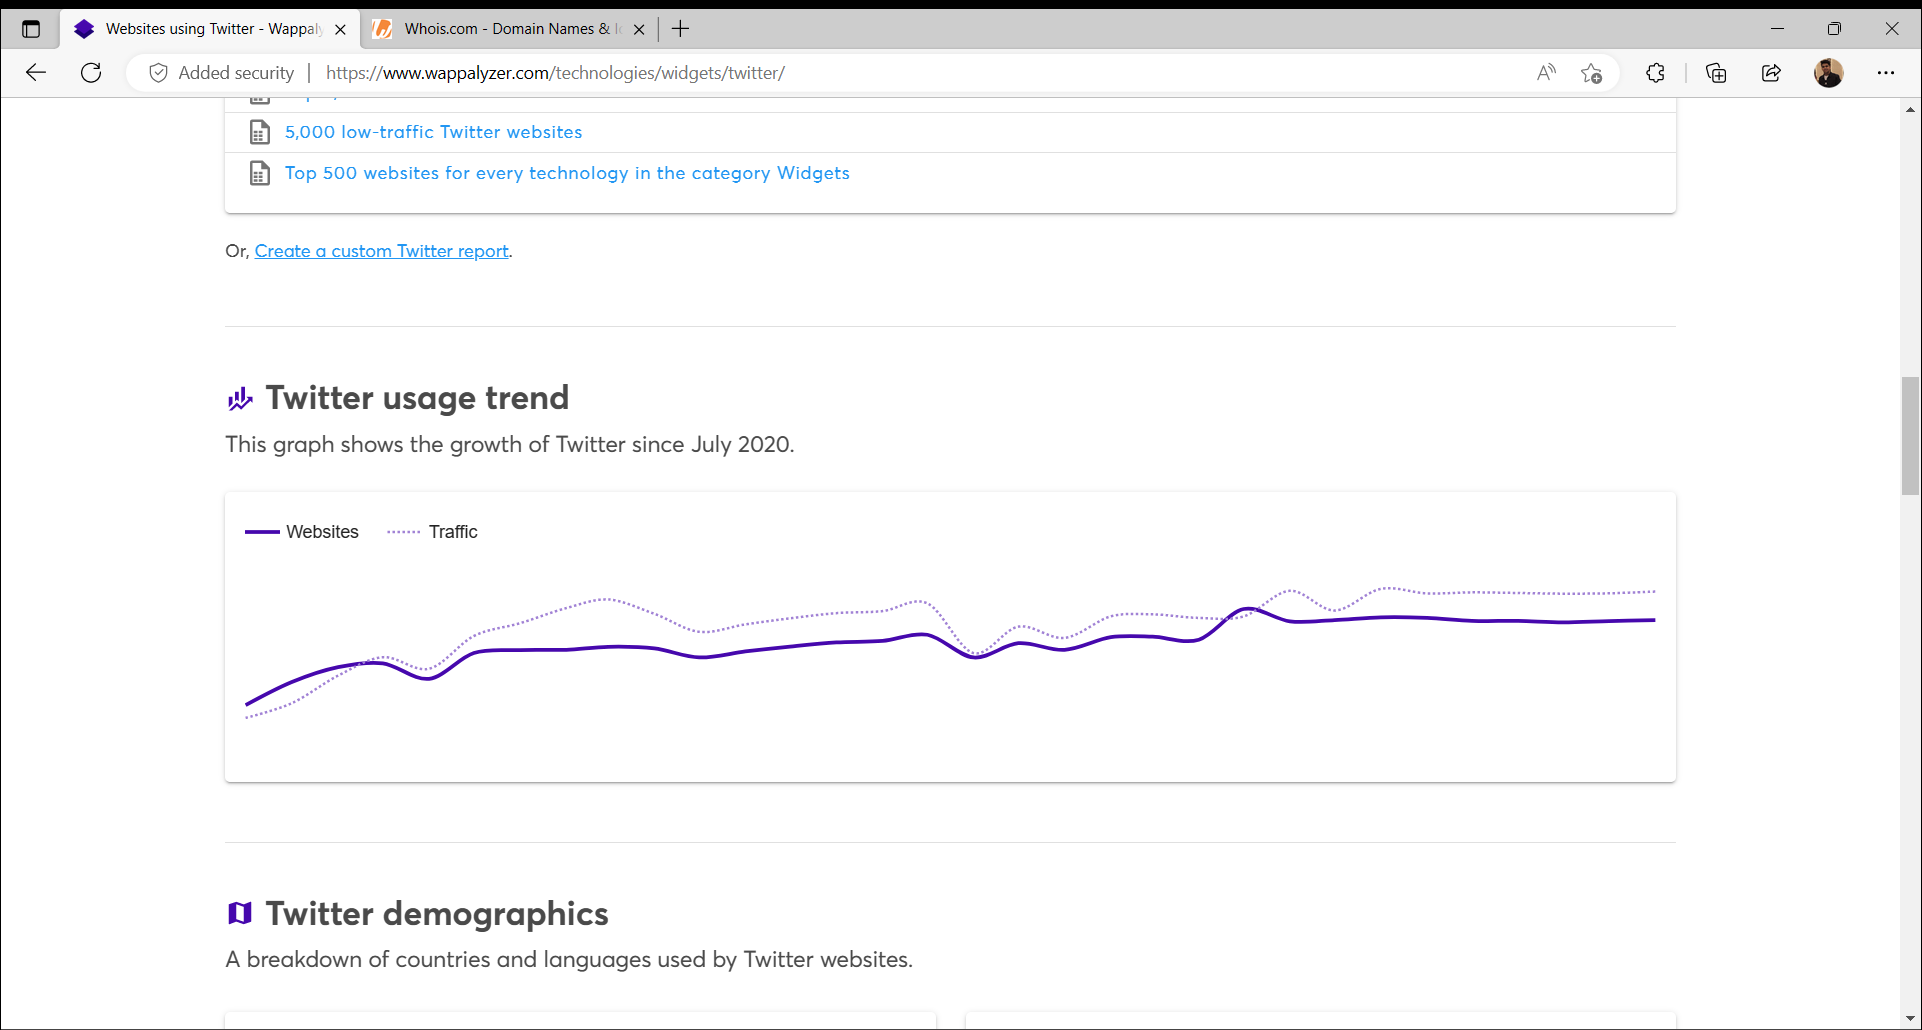 Websites using Twitter - Wappaly
Whois.com - Domain Names &
Added security
https://www.wappalyzer.com/technologies/widgets/twitter/
5,000 low-traffic Twitter websites
Top 500 websites for every technology in the category Widgets
Or, Create a custom Twitter report.
Twitter usage trend
This graph shows the growth of Twitter since July 2020.
Websites
Traffic
Twitter demographics
A breakdown of countries and languages used by Twitter websites.